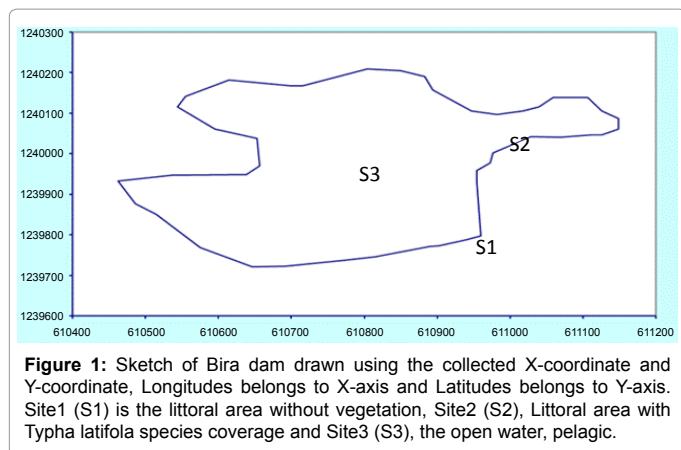 1240300
1240200
1240100
1240000
1239900
1239800
1239700
1239600
S2
S3
S1
610400 610500 610600 610700 610800 610900 611000 611100 611200
Figure 1: Sketch of Bira dam drawn using the collected X-coordinate and
Y-coordinate, Longitudes belongs to X-axis and Latitudes belongs to Y-axis.
Site1 (S1) is the littoral area without vegetation, Site2 (S2), Littoral area with
Typha latifola species coverage and Site3 (S3), the open water, pelagic.